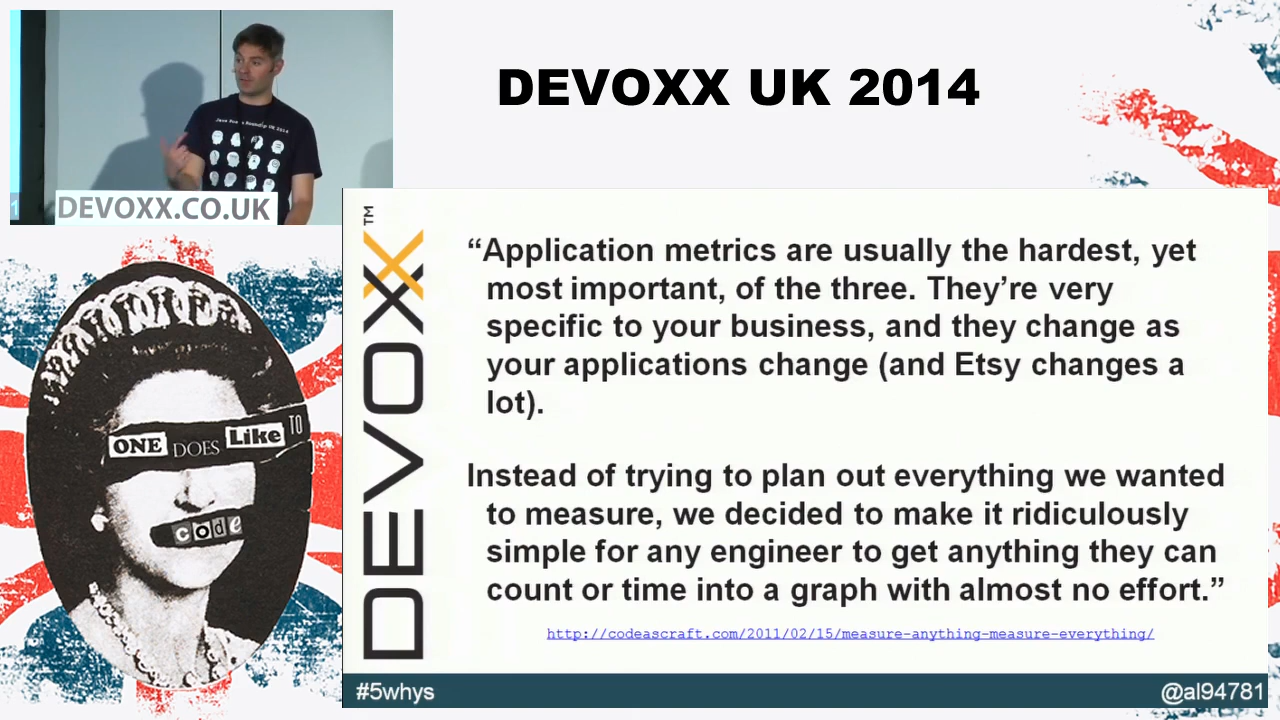 DEVOXX UK 2014
DEVOXX.CO.UK
1
DEVOXX™
“Application metrics are usually the hardest, yet
most important, of the three. They’re very
specific to your business, and they change as
your applications change (and Etsy changes a
lot).
Instead of trying to plan out everything we wanted
to measure, we decided to make it ridiculously
simple for any engineer to get anything they can
count or time into a graph with almost no effort.”
http://codeascraft.com/2011/02/15/measure-anything-measure-everything/
#5whys
@al94781
ONE DOES Like TO
code